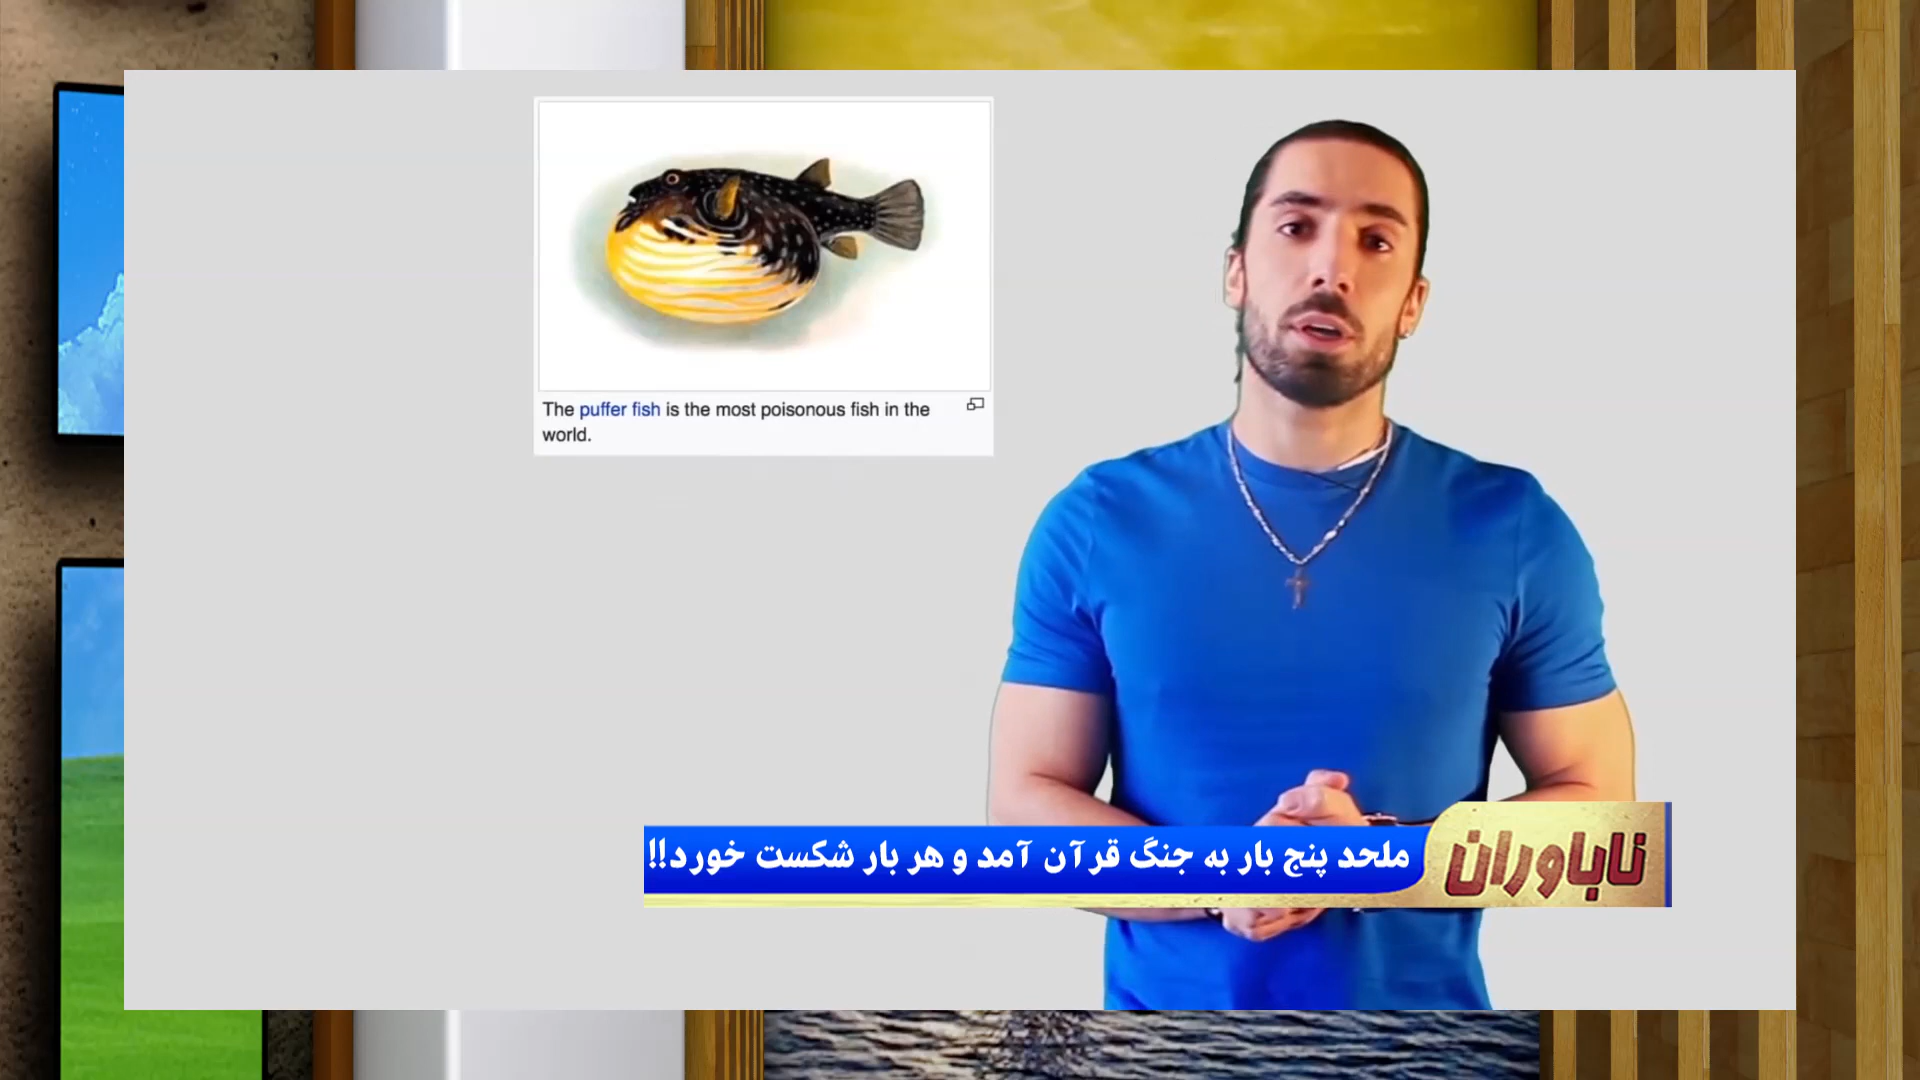 The puffer fish is the most poisonous fish in the
world.
ملحد پنج بار به جنگ قرآن آمد و هر بار شکست خورد!!
ناباوران